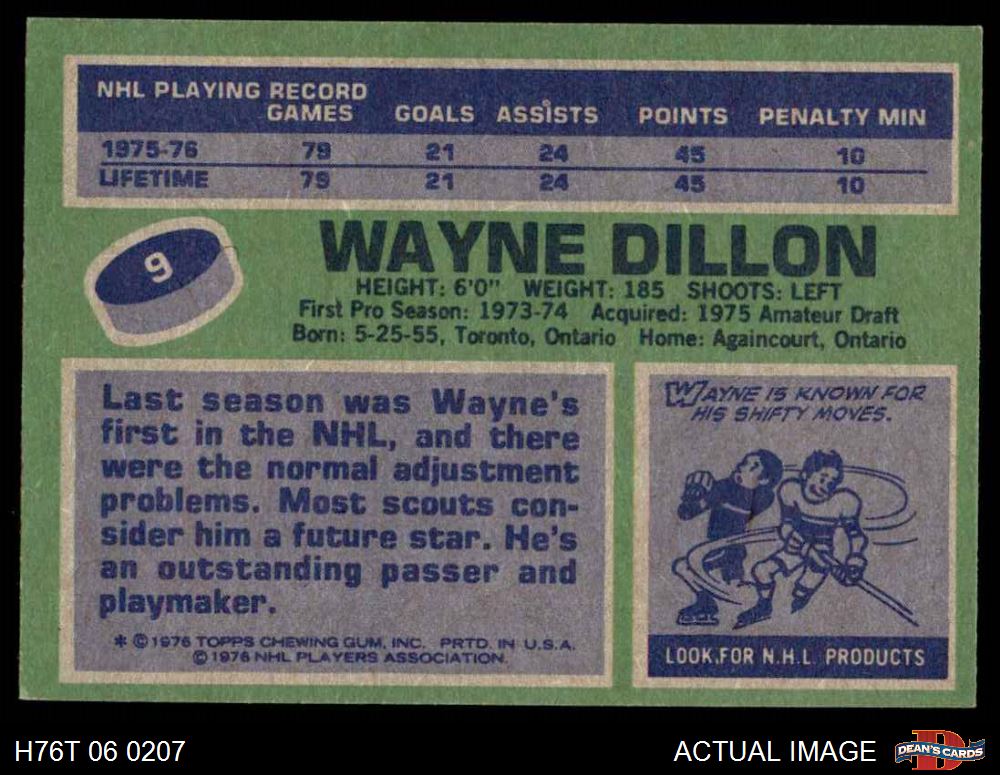 NHL PLAYING RECORD
GAMES GOALS ASSISTS POINTS PENALTY MIN
1975-76 79 21 24 45 10
LIFETIME 79 21 24 45 10
9
WAYNE DILLON
HEIGHT: 6'0" WEIGHT: 185 SHOOTS: LEFT
First Pro Season: 1973-74 Acquired: 1975 Amateur Draft
Born: 5-25-55, Toronto, Ontario Home: Againcourt, Ontario
Last season was Wayne's
first in the NHL, and there
were the normal adjustment
problems. Most scouts con-
sider him a future star. He's
an outstanding passer and
playmaker.
* ©1976 TOPPS CHEWING GUM, INC. PRTD. IN U.S.A.
©1976 NHL PLAYERS ASSOCIATION.
WAYNE IS KNOWN FOR
HIS SHIFTY MOVES.
LOOK FOR N.H.L. PRODUCTS
H76T 06 0207
ACTUAL IMAGE
D
DEAN'S CARDS